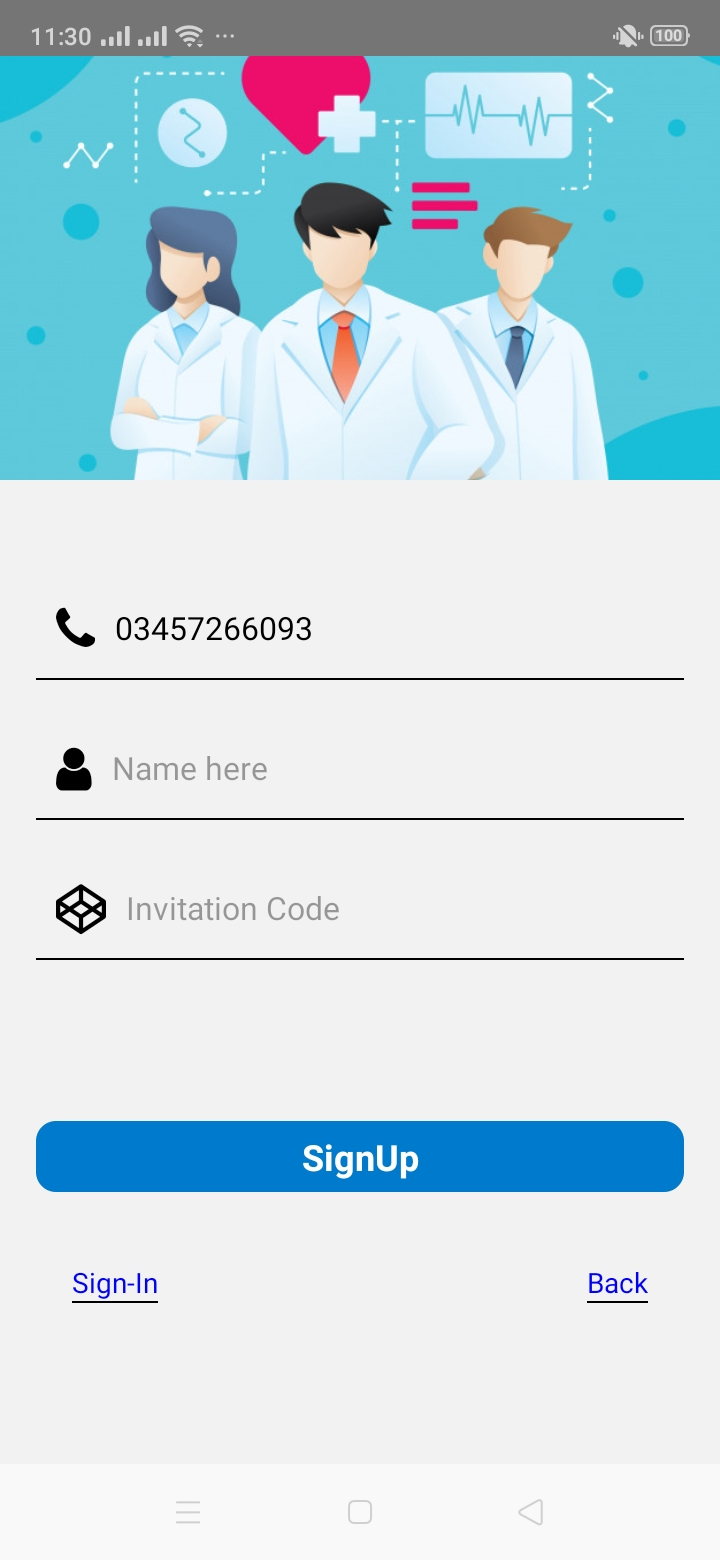 11:30 ... 100
03457266093
Name here
Invitation Code
SignUp
Sign-In Back